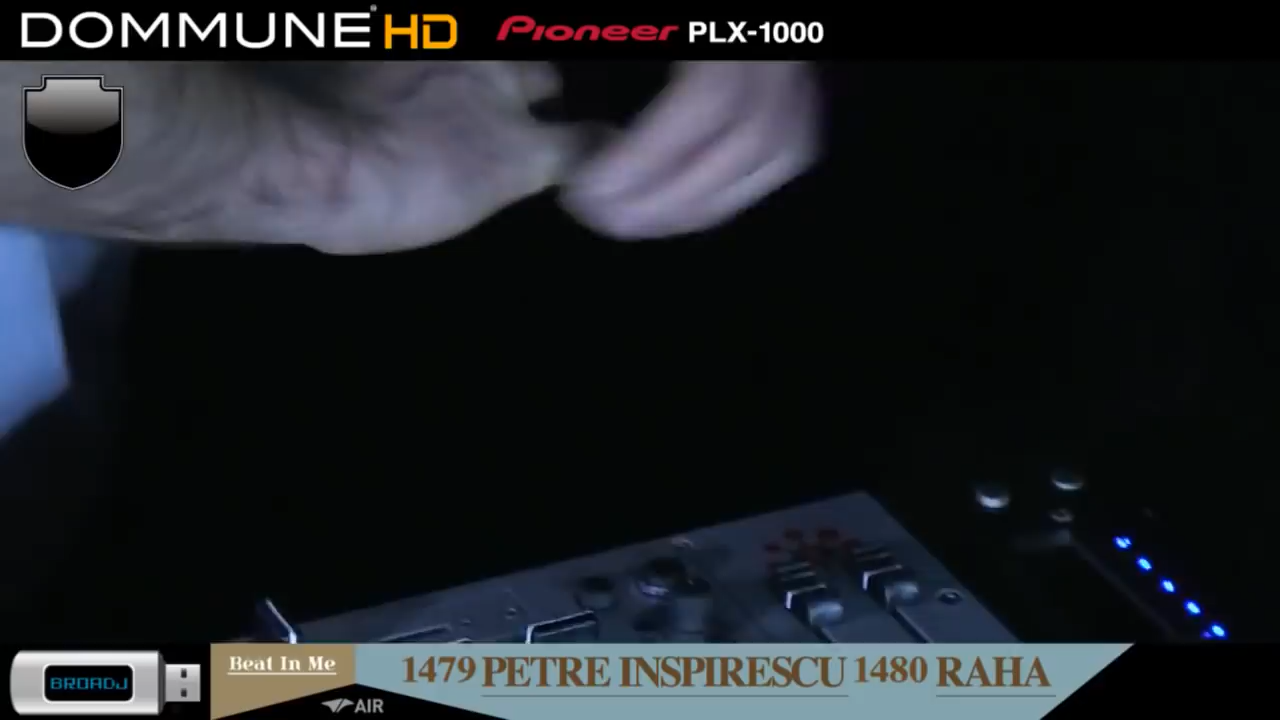 DOMMUNE® HD Pioneer PLX-1000
BROADJ
Beat In Me
1479 PETRE INSPIRESCU 1480 RAHA
AIR